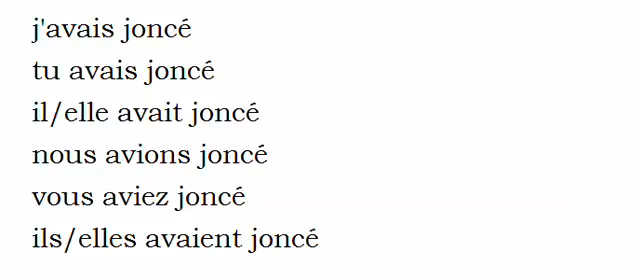 j'avais joncé
tu avais joncé
il/elle avait joncé
nous avions joncé
vous aviez joncé
ils/elles avaient joncé